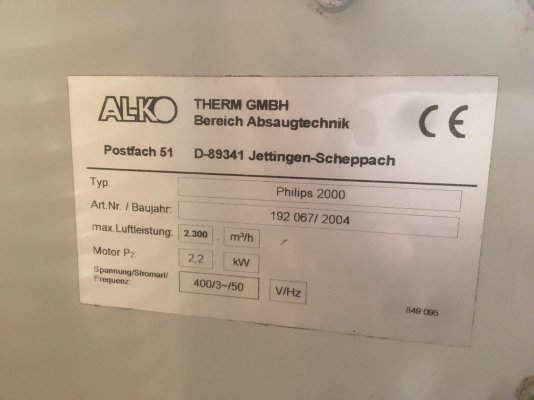 AL-KO THERM GMBH
Bereich Absaugtechnik
Postfach 51 D-89341 Jettingen-Scheppach
CE
Typ: Philips 2000
Art.Nr. / Baujahr: 192 067/ 2004
max.Luftleistung: 2.300 m³/h
Motor P2: 2,2 kW
Spannung/Stromart/
Frequenz: 400/3~/50 V/Hz
849 095